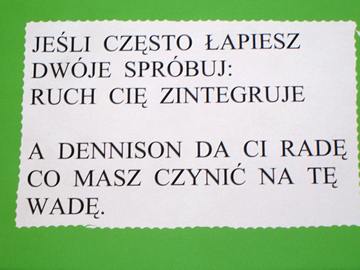 JEŚLI CZĘSTO ŁAPIESZ
DWÓJE SPRÓBUJ:
RUCH CIĘ ZINTEGRUJE
A DENNISON DA CI RADĘ
CO MASZ CZYNIĆ NA TĘ
WADĘ.